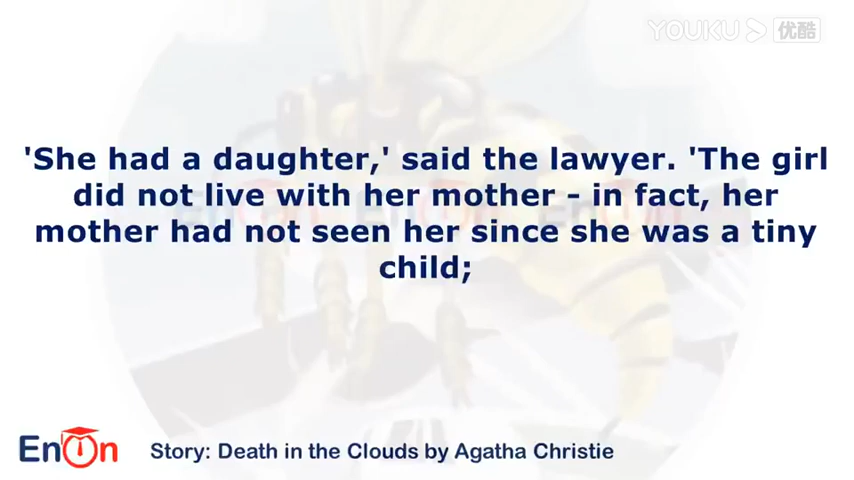 YOUKU 优酷
'She had a daughter,' said the lawyer. 'The girl
did not live with her mother - in fact, her
mother had not seen her since she was a tiny
child;
EnOn
Story: Death in the Clouds by Agatha Christie